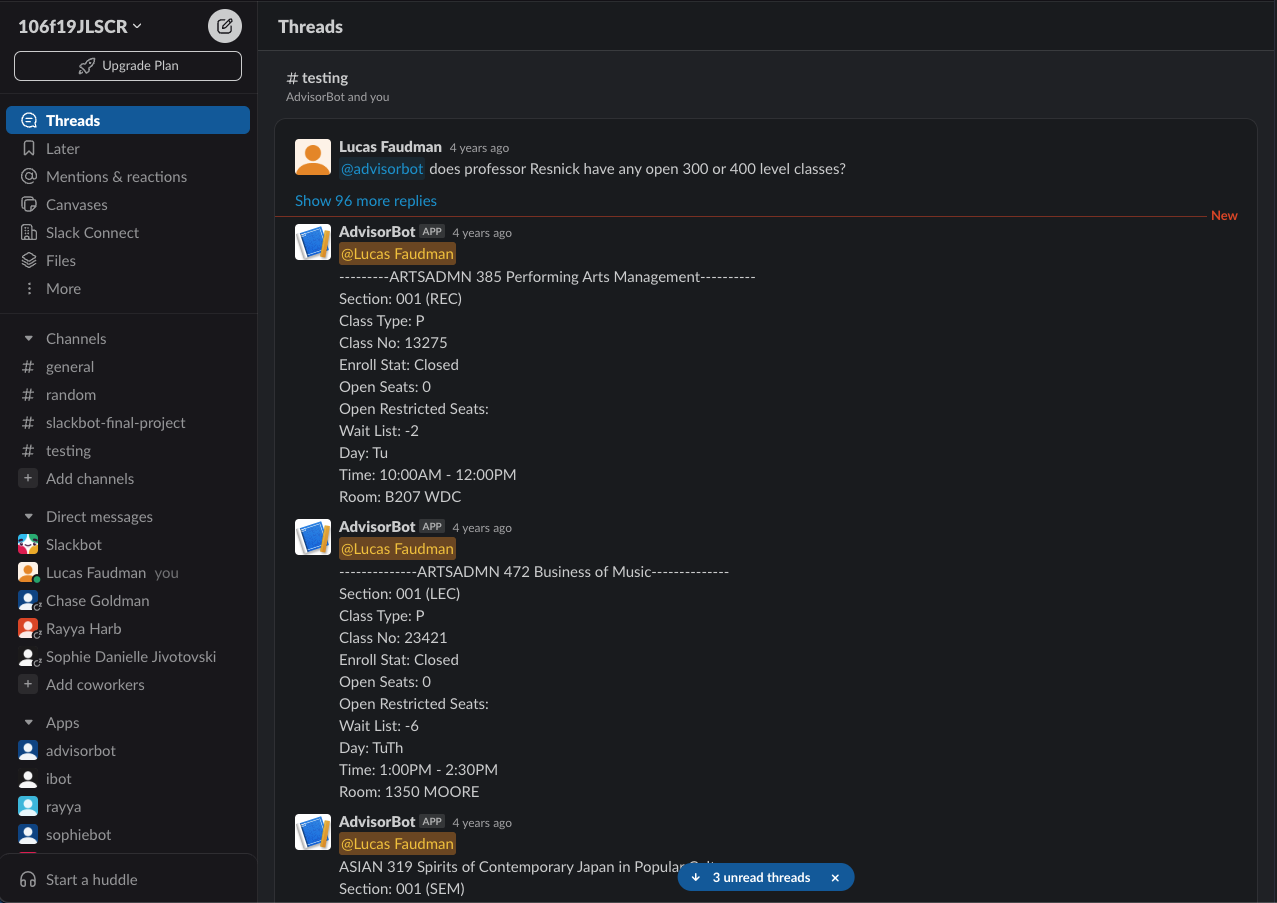 106f19JLSCR
Upgrade Plan
Threads
Later
Mentions & reactions
Canvases
Slack Connect
Files
More
Channels
# general
# random
# slackbot-final-project
# testing
+ Add channels
Direct messages
Slackbot
Lucas Faudman you
Chase Goldman
Rayya Harb
Sophie Danielle Jivotovski
+ Add coworkers
Apps
advisorbot
ibot
rayya
sophiebot
Start a huddle
Threads
# testing
AdvisorBot and you
Lucas Faudman 4 years ago
@advisorbot does professor Resnick have any open 300 or 400 level classes?
Show 96 more replies
New
AdvisorBot APP 4 years ago
@Lucas Faudman
---------ARTSADMN 385 Performing Arts Management----------
Section: 001 (REC)
Class Type: P
Class No: 13275
Enroll Stat: Closed
Open Seats: 0
Open Restricted Seats:
Wait List: -2
Day: Tu
Time: 10:00AM - 12:00PM
Room: B207 WDC
AdvisorBot APP 4 years ago
@Lucas Faudman
--------------ARTSADMN 472 Business of Music--------------
Section: 001 (LEC)
Class Type: P
Class No: 23421
Enroll Stat: Closed
Open Seats: 0
Open Restricted Seats:
Wait List: -6
Day: TuTh
Time: 1:00PM - 2:30PM
Room: 1350 MOORE
AdvisorBot APP 4 years ago
@Lucas Faudman
ASIAN 319 Spirits of Contemporary Japan in Popular
Section: 001 (SEM)
3 unread threads